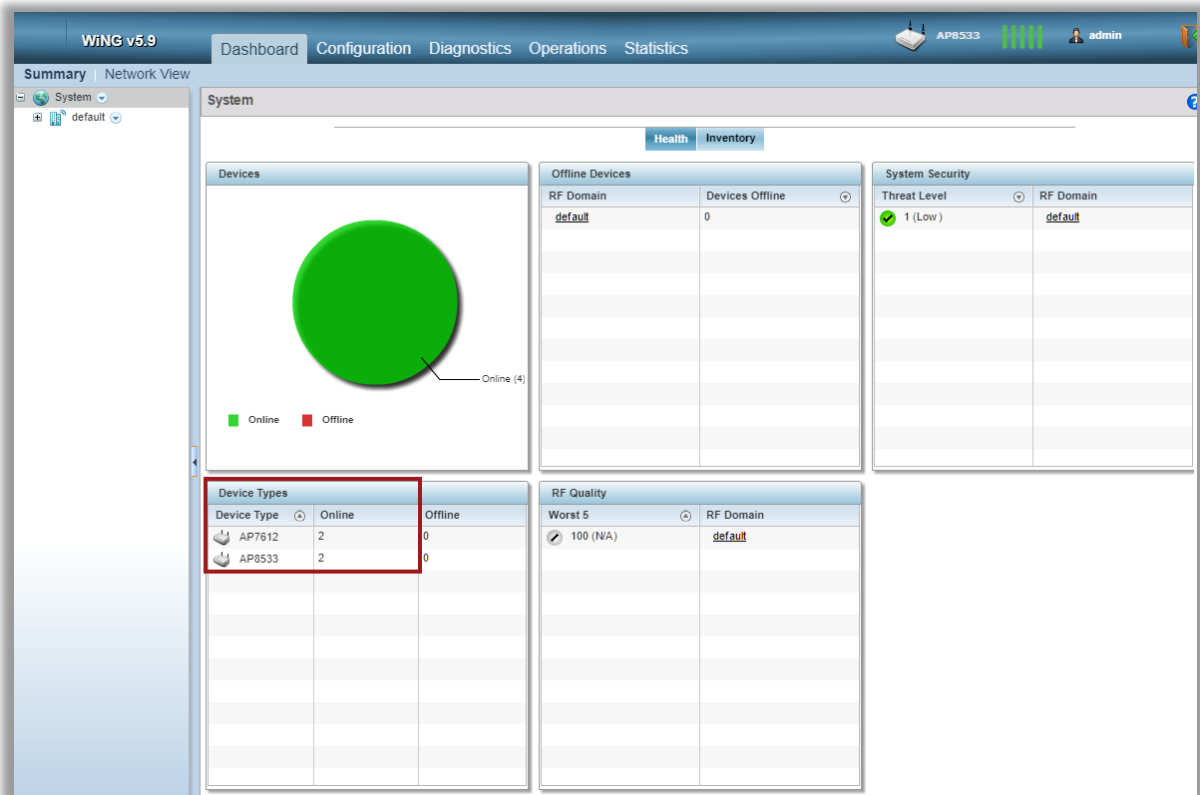 WiNG v5.9
Dashboard Configuration Diagnostics Operations Statistics
AP8533
admin
Summary | Network View
System
default
System
Health Inventory
Devices
Online (4)
Online Offline
Offline Devices
RF Domain Devices Offline
default 0
System Security
Threat Level RF Domain
1 (Low) default
Device Types
Device Type Online Offline
AP7612 2 0
AP8533 2 0
RF Quality
Worst 5 RF Domain
100 (N/A) default